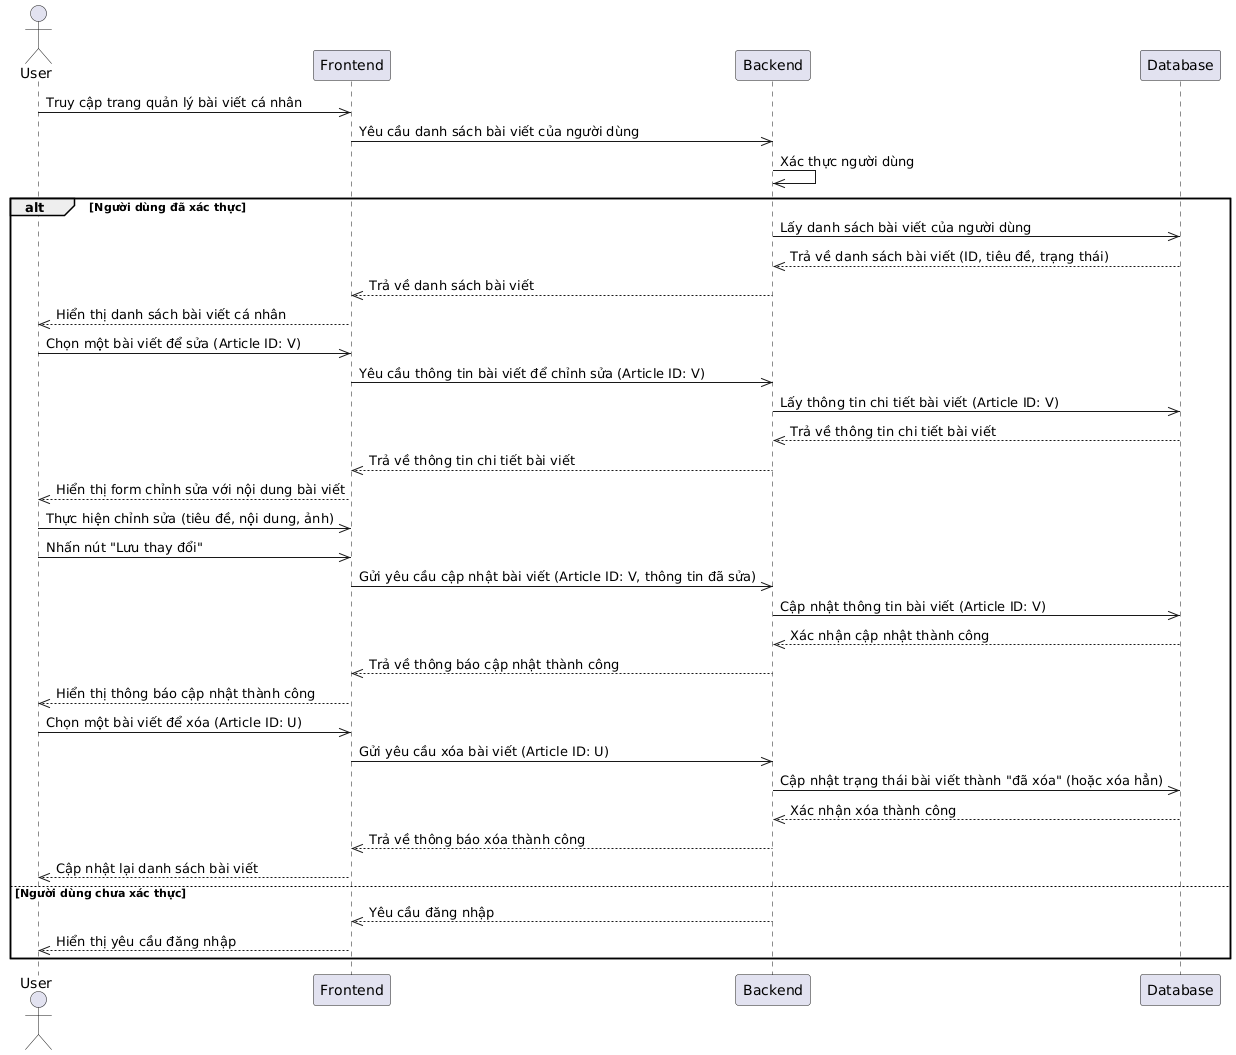 User
Frontend
Backend
Database
Truy cập trang quản lý bài viết cá nhân
Yêu cầu danh sách bài viết của người dùng
Xác thực người dùng
alt
[Người dùng đã xác thực]
Lấy danh sách bài viết của người dùng
Trả về danh sách bài viết (ID, tiêu đề, trạng thái)
Trả về danh sách bài viết
Hiển thị danh sách bài viết cá nhân
Chọn một bài viết để sửa (Article ID: V)
Yêu cầu thông tin bài viết để chỉnh sửa (Article ID: V)
Lấy thông tin chi tiết bài viết (Article ID: V)
Trả về thông tin chi tiết bài viết
Trả về thông tin chi tiết bài viết
Hiển thị form chỉnh sửa với nội dung bài viết
Thực hiện chỉnh sửa (tiêu đề, nội dung, ảnh)
Nhấn nút "Lưu thay đổi"
Gửi yêu cầu cập nhật bài viết (Article ID: V, thông tin đã sửa)
Cập nhật thông tin bài viết (Article ID: V)
Xác nhận cập nhật thành công
Trả về thông báo cập nhật thành công
Hiển thị thông báo cập nhật thành công
Chọn một bài viết để xóa (Article ID: U)
Gửi yêu cầu xóa bài viết (Article ID: U)
Cập nhật trạng thái bài viết thành "đã xóa" (hoặc xóa hẳn)
Xác nhận xóa thành công
Trả về thông báo xóa thành công
Cập nhật lại danh sách bài viết
[Người dùng chưa xác thực]
Yêu cầu đăng nhập
Hiển thị yêu cầu đăng nhập
User
Frontend
Backend
Database